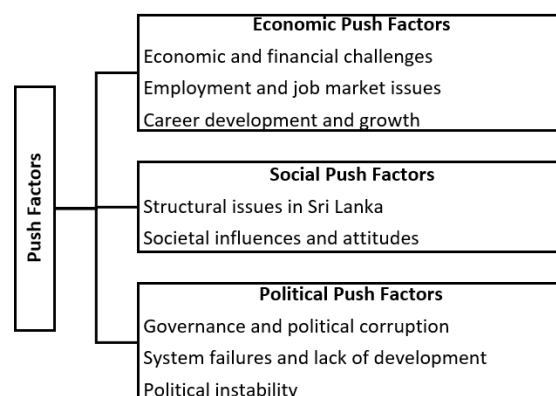 Push Factors
Economic Push Factors
Economic and financial challenges
Employment and job market issues
Career development and growth
Social Push Factors
Structural issues in Sri Lanka
Societal influences and attitudes
Political Push Factors
Governance and political corruption
System failures and lack of development
Political instability